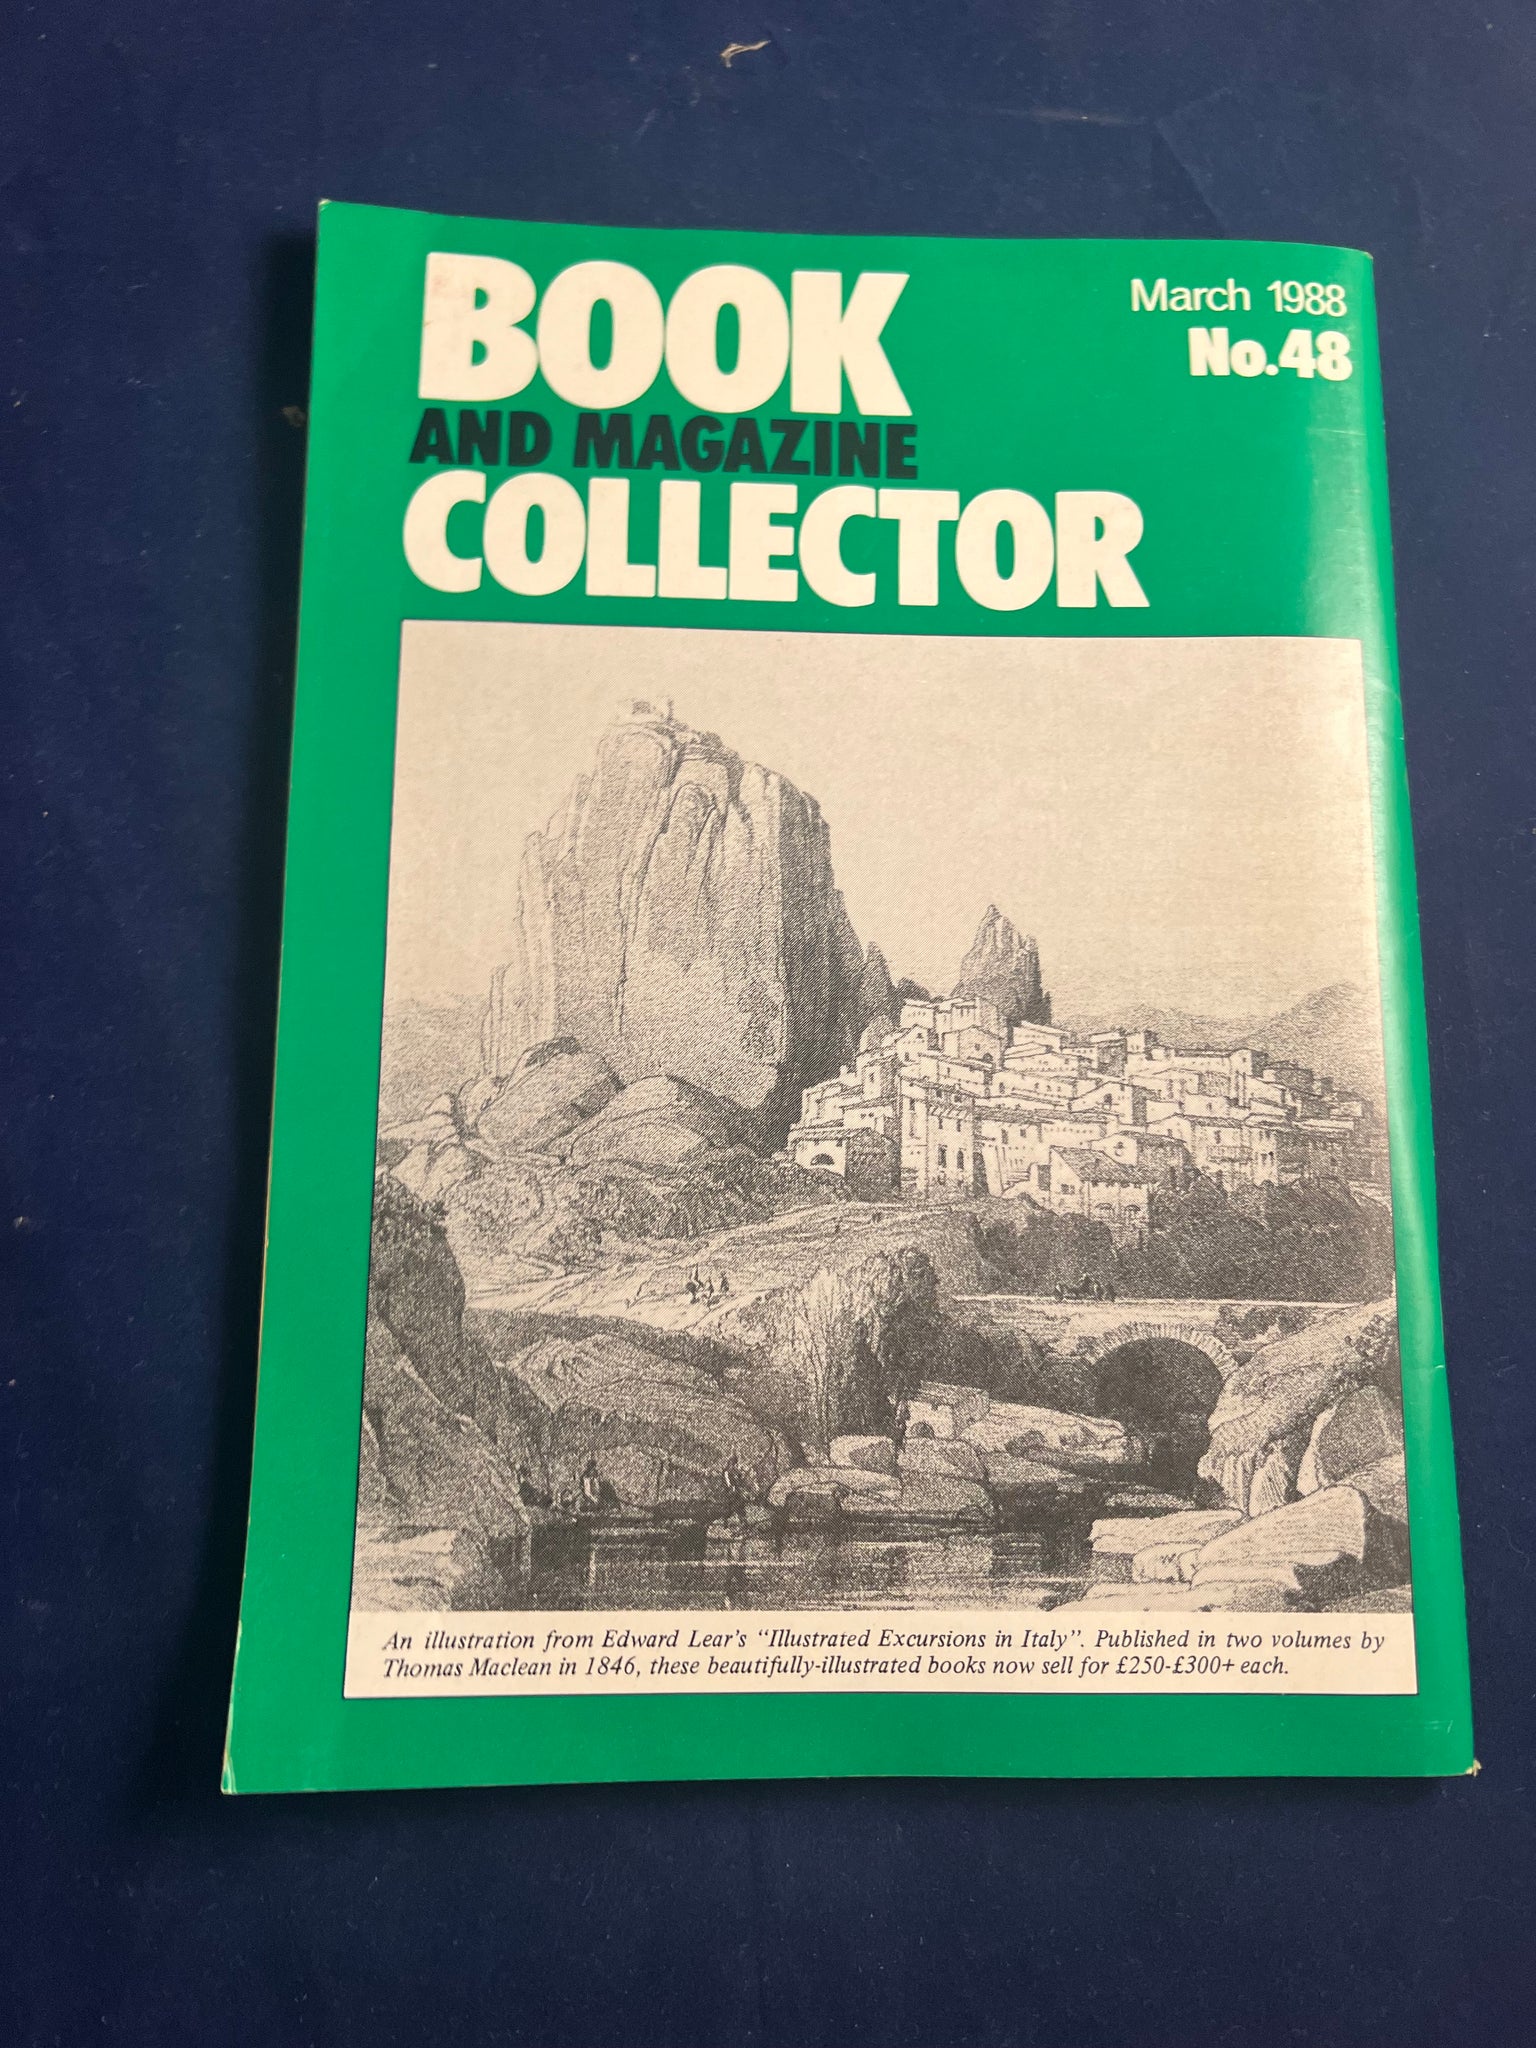 BOOK
AND MAGAZINE
COLLECTOR
March 1988
No.48
An illustration from Edward Lear's "Illustrated Excursions in Italy". Published in two volumes by
Thomas Maclean in 1846, these beautifully-illustrated books now sell for £250-£300+ each.